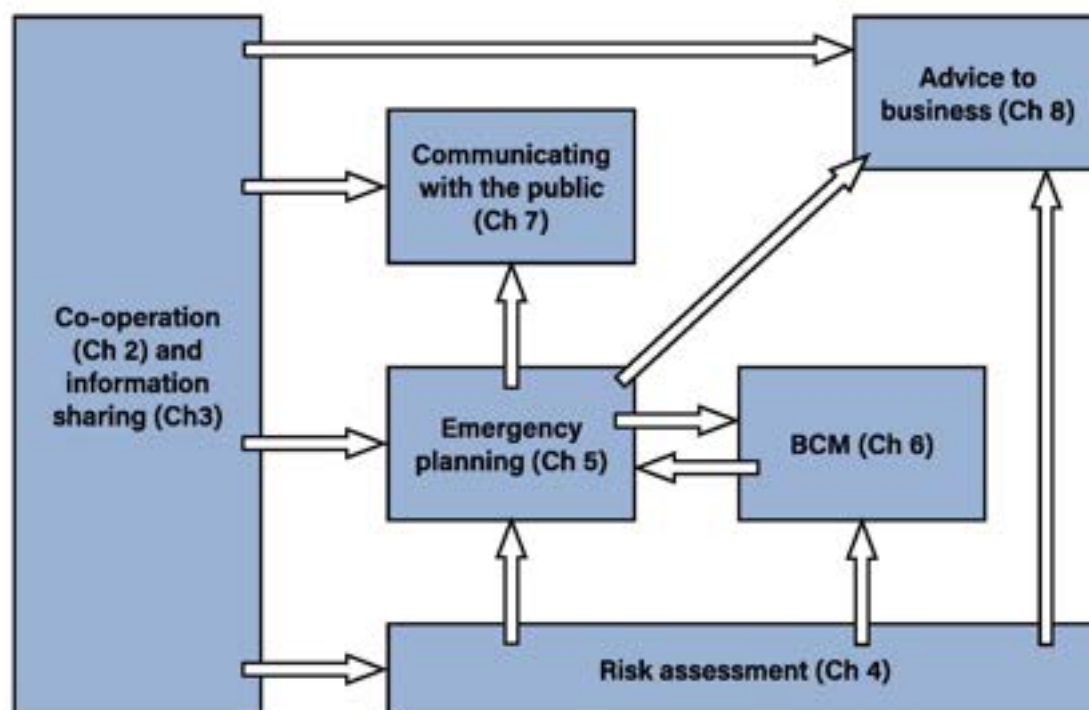 Advice to
business (Ch 8)
Communicating
with the public
(Ch 7)
Co-operation
(Ch 2) and
information
sharing (Ch3)
Emergency
planning (Ch 5)
BCM (Ch 6)
Risk assessment (Ch 4)